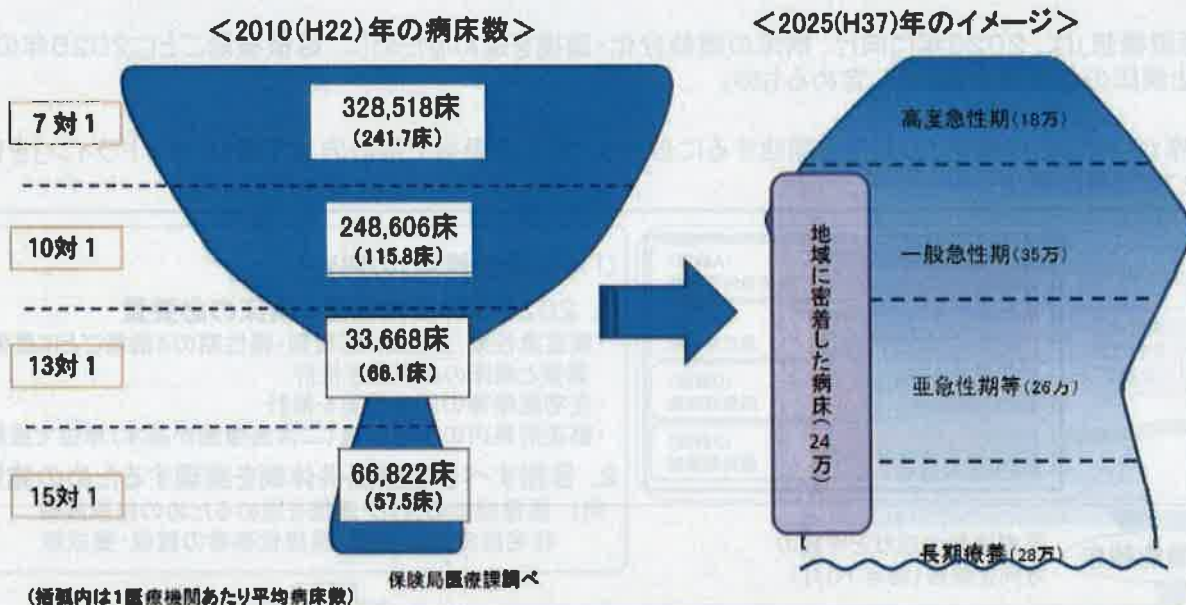 ＜2010(H22)年の病床数＞
7対1
328,518床
(241.7床)
10対1
248,606床
(115.8床)
13対1
33,668床
(66.1床)
15対1
66,822床
(57.5床)
保険局医療課調べ
(括弧内は1医療機関あたり平均病床数)
＜2025(H37)年のイメージ＞
高度急性期(18万)
一般急性期(35万)
亜急性期等(26万)
長期療養(28万)
地域に密着した病床(24万)